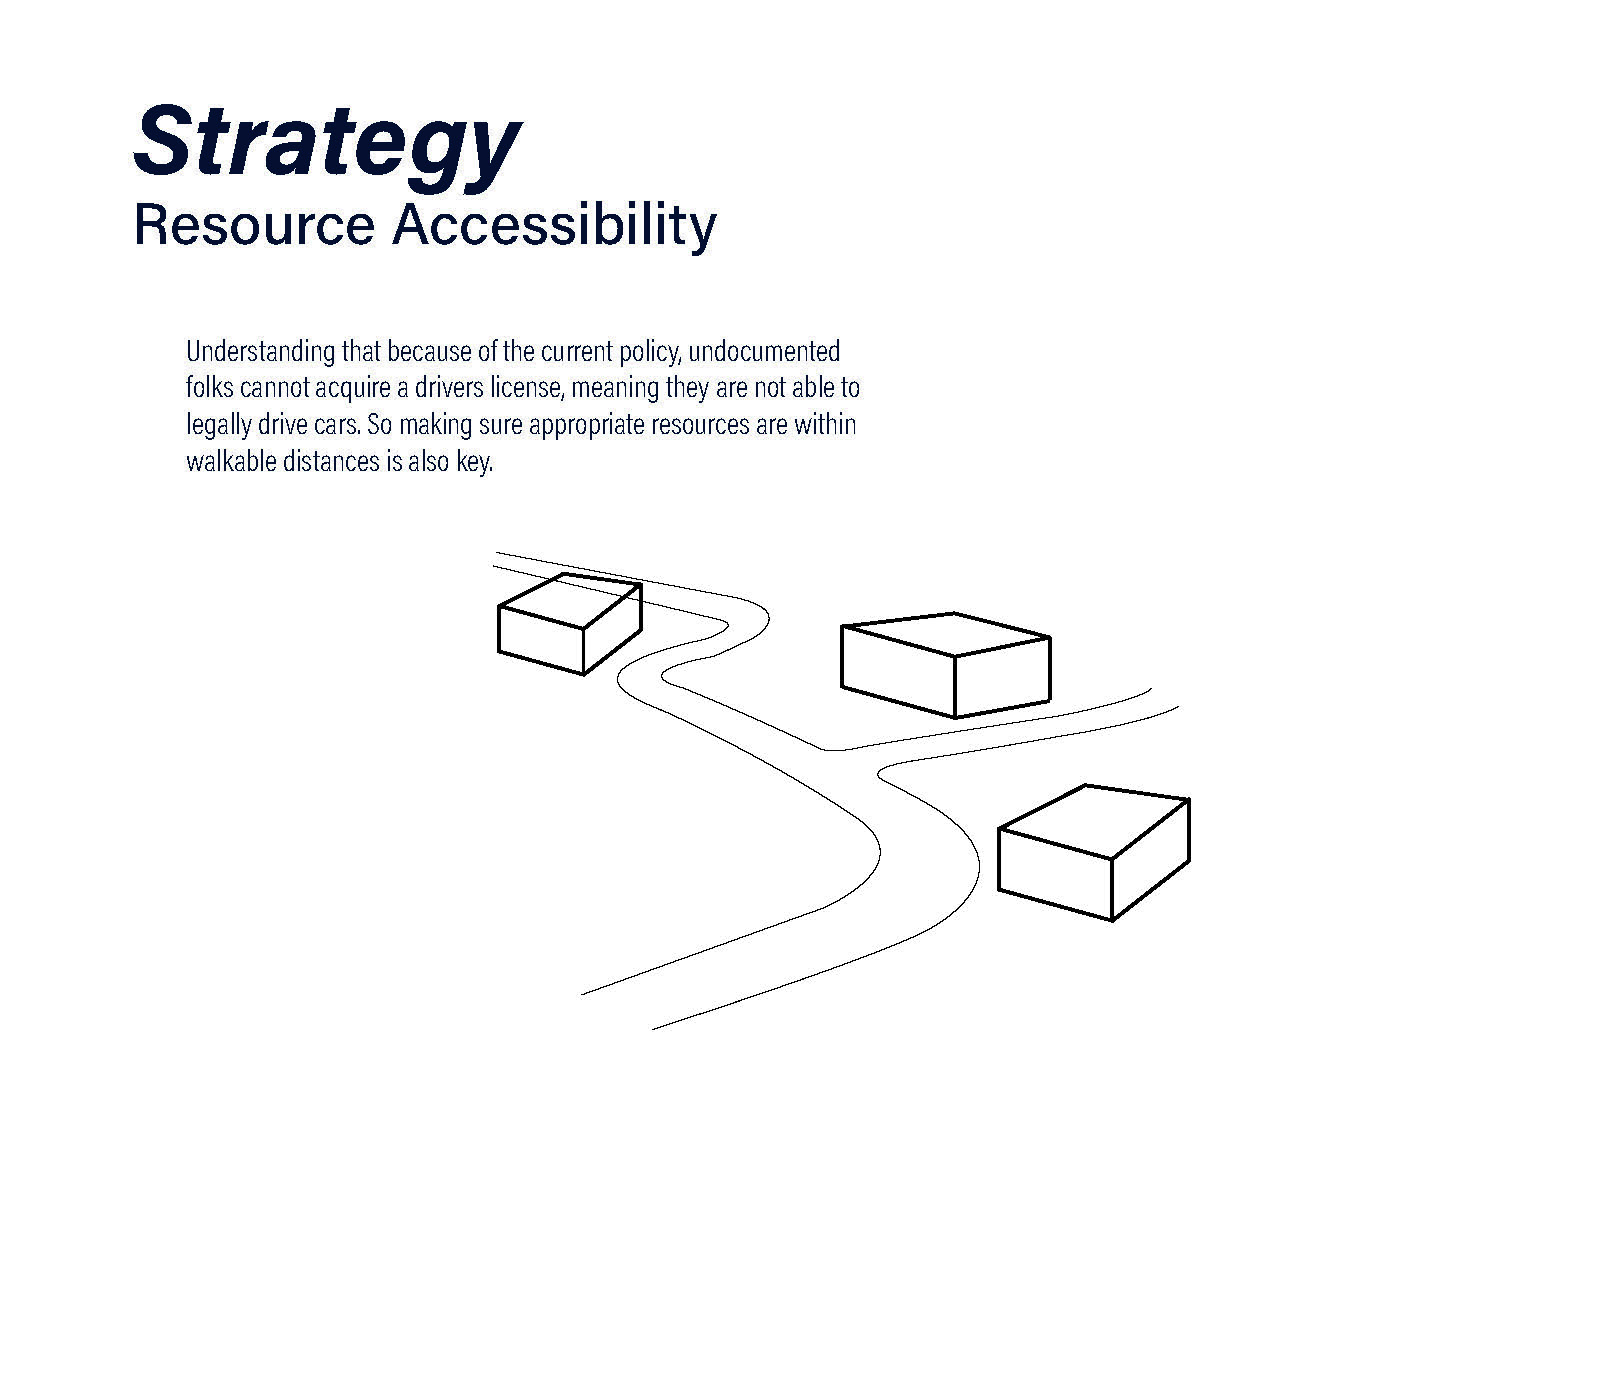 Strategy
Resource Accessibility
Understanding that because of the current policy, undocumented
folks cannot acquire a drivers license, meaning they are not able to
legally drive cars. So making sure appropriate resources are within
walkable distances is also key.